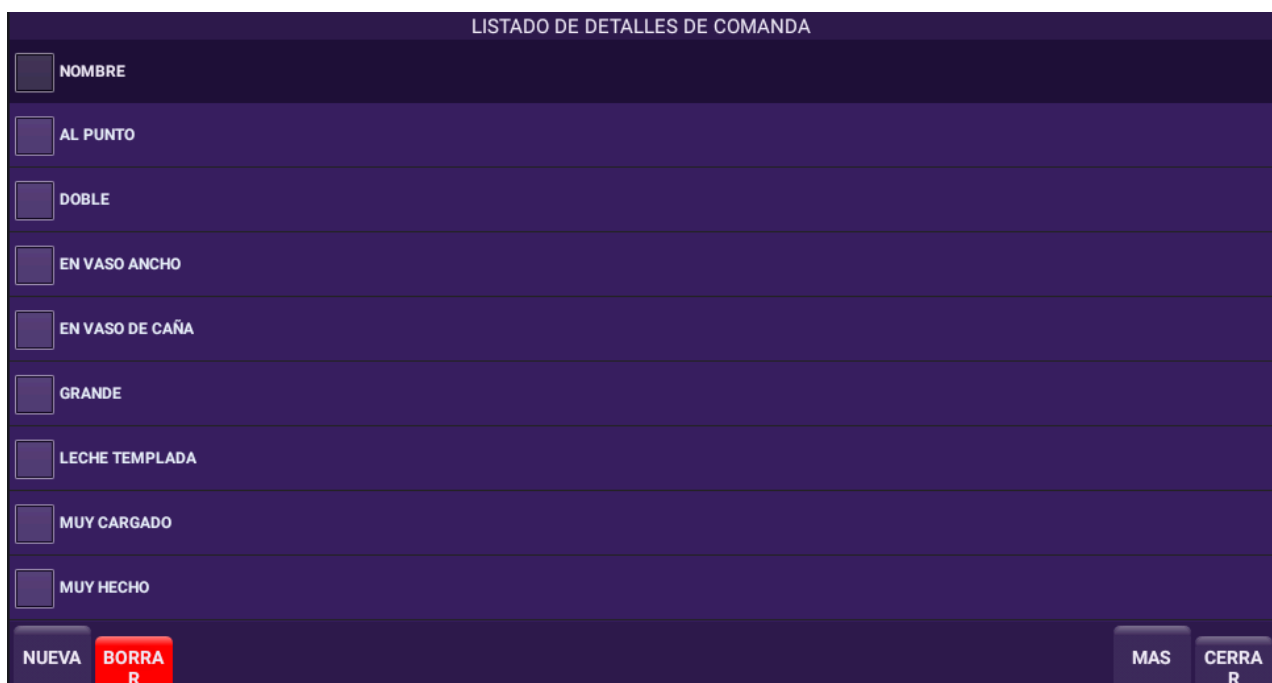 LISTADO DE DETALLES DE COMANDA
NOMBRE
AL PUNTO
DOBLE
EN VASO ANCHO
EN VASO DE CAÑA
GRANDE
LECHE TEMPLADA
MUY CARGADO
MUY HECHO
NUEVA
BORRA
R
MAS
CERRA
R